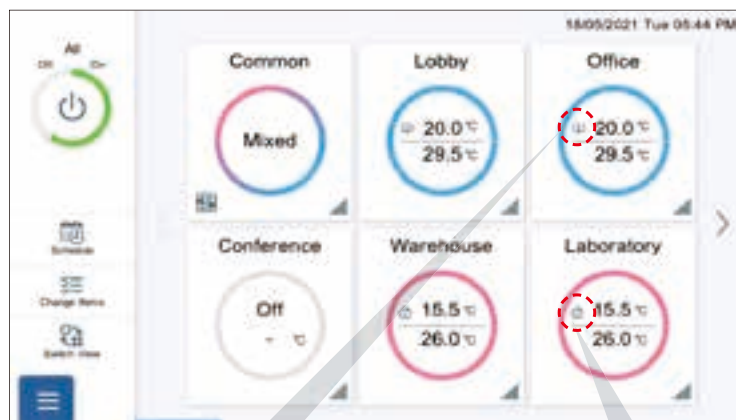 18/05/2021 Tue 05:44 PM
All
Off On
Schedule
Change Items
Switch View
Common
Mixed
Lobby
20.0 °C
29.5 °C
Office
20.0 °C
29.5 °C
Conference
Off
- °C
Warehouse
15.5 °C
26.0 °C
Laboratory
15.5 °C
26.0 °C